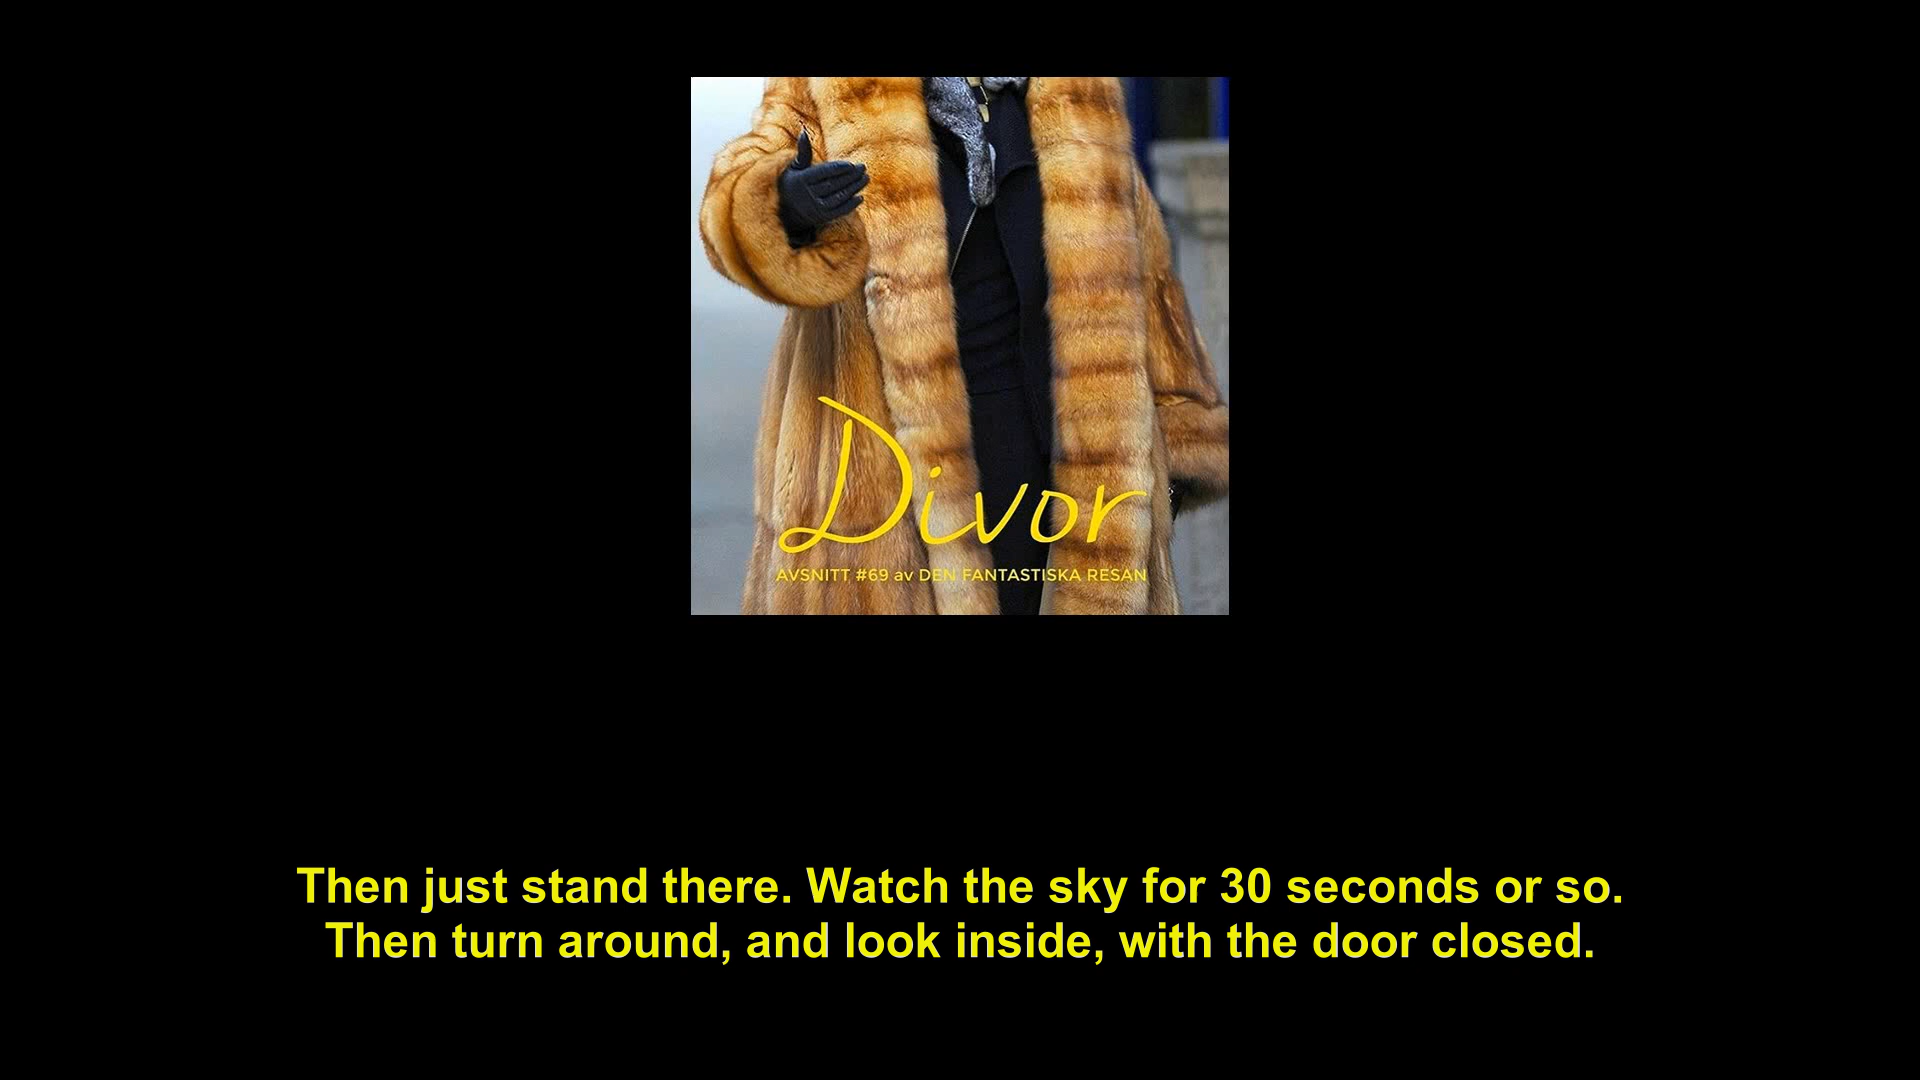 Divor
AVSNITT #69 av DEN FANTASTISKA RESAN
Then just stand there. Watch the sky for 30 seconds or so.
Then turn around, and look inside, with the door closed.